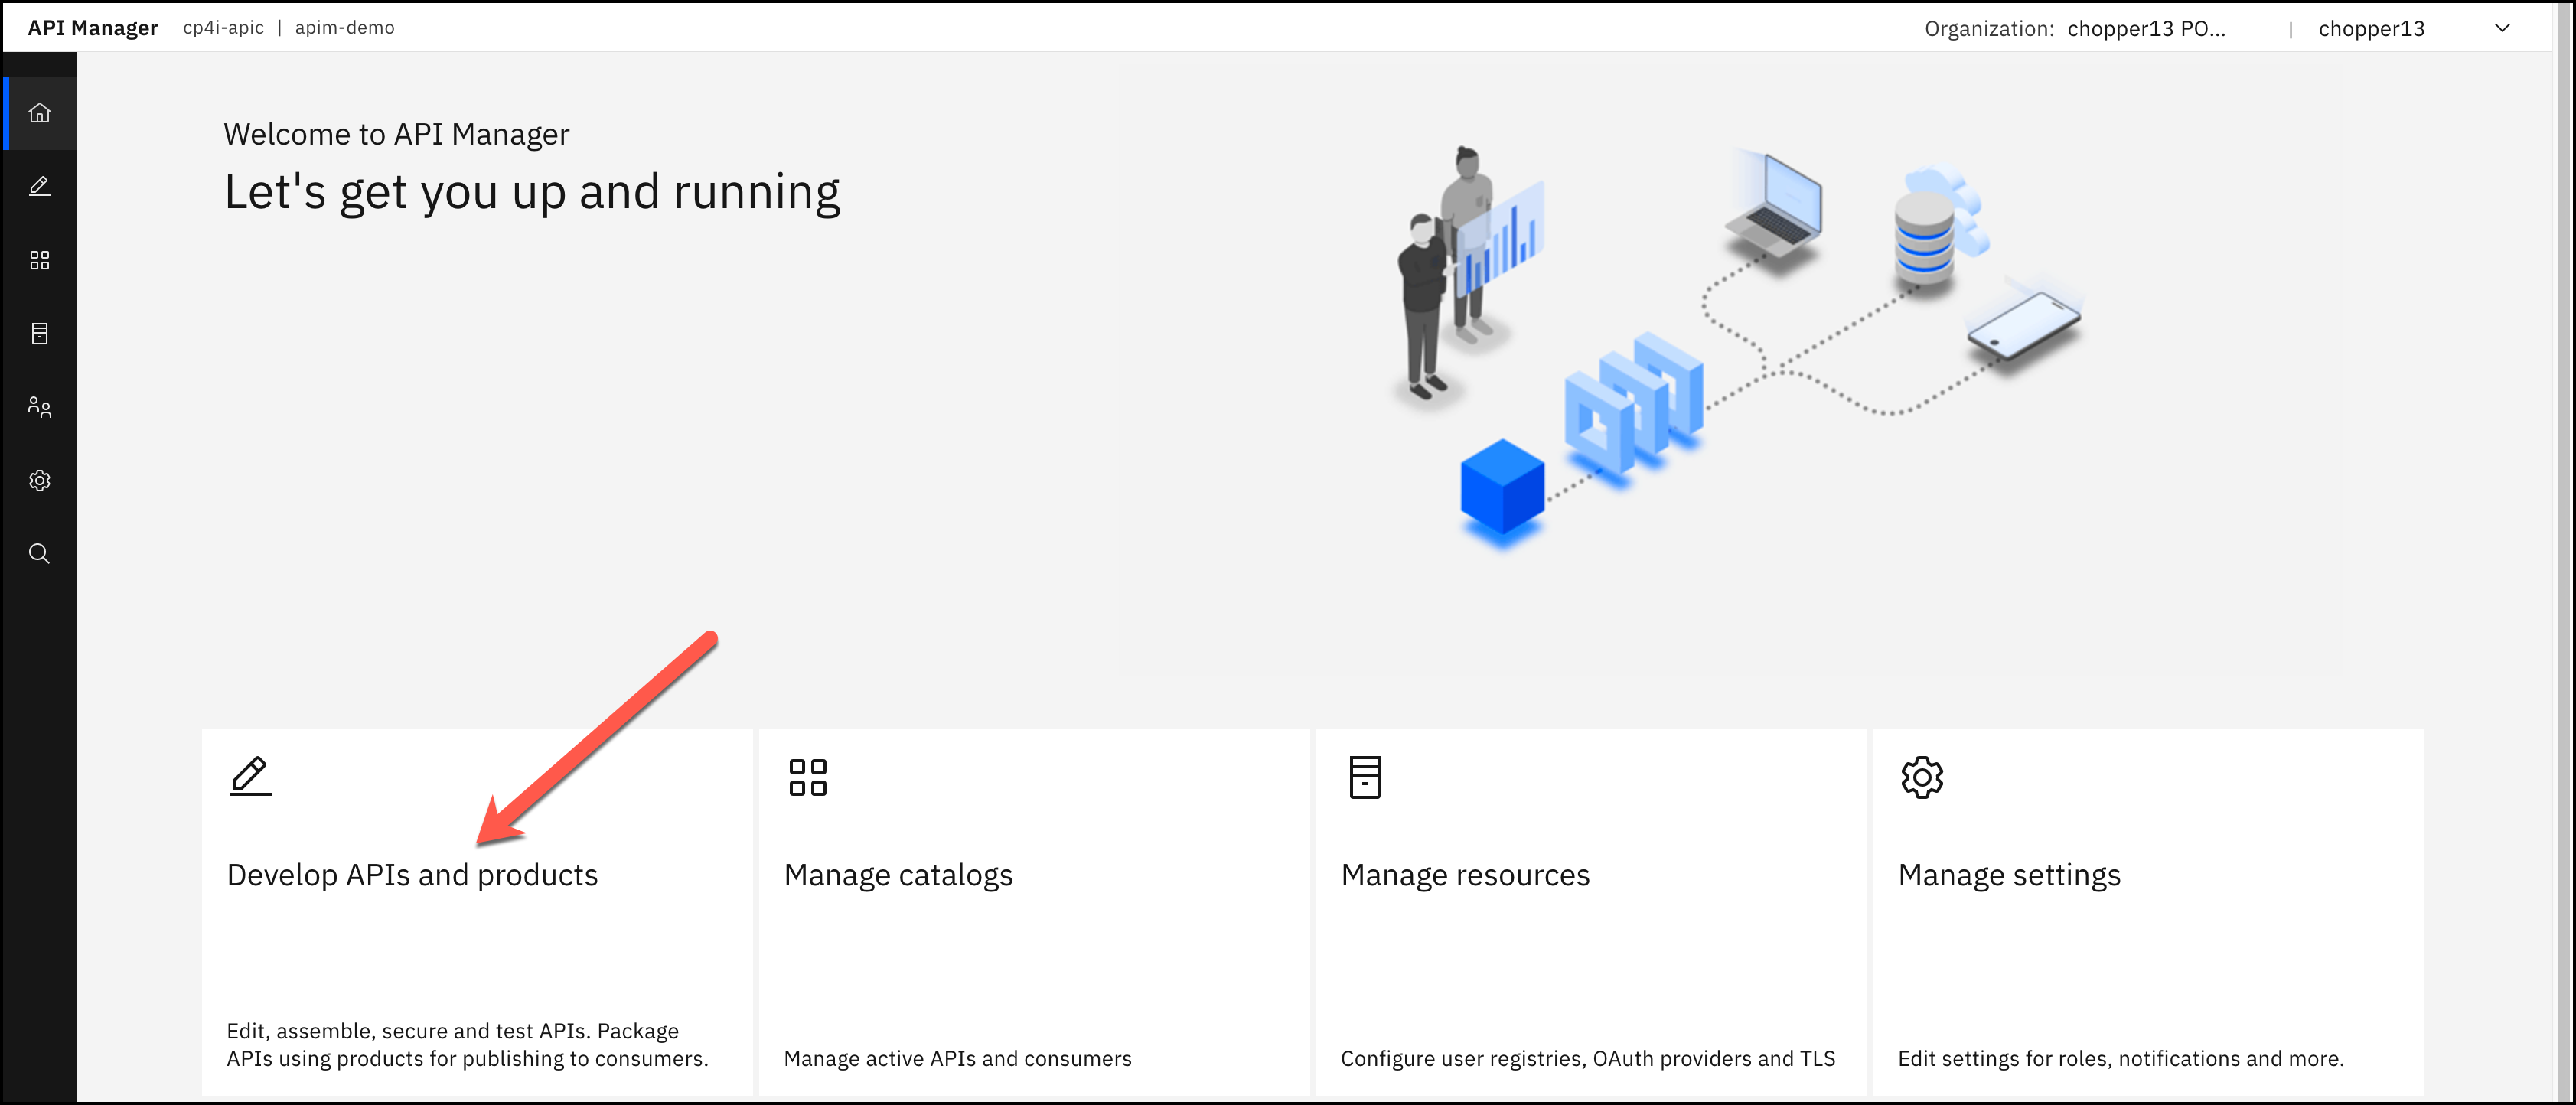 API Manager cp4i-apic | apim-demo Organization: chopper13 PO... | chopper13
Welcome to API Manager
Let's get you up and running
Develop APIs and products
Edit, assemble, secure and test APIs. Package
APIs using products for publishing to consumers.
Manage catalogs
Manage active APIs and consumers
Manage resources
Configure user registries, OAuth providers and TLS
Manage settings
Edit settings for roles, notifications and more.